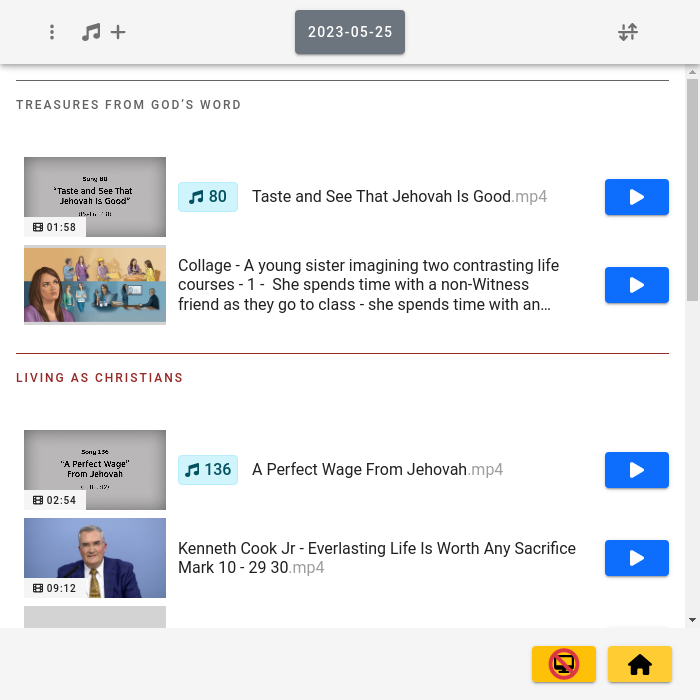 2023-05-25
TREASURES FROM GOD'S WORD
Song 80
"Taste and See That
Jehovah Is Good"
01:58
80
Taste and See That Jehovah Is Good.mp4
Collage - A young sister imagining two contrasting life
courses - 1 -  She spends time with a non-Witness
friend as they go to class - she spends time with an…
LIVING AS CHRISTIANS
Song 136
"A Perfect Wage"
From Jehovah
02:54
136
A Perfect Wage From Jehovah.mp4
09:12
Kenneth Cook Jr - Everlasting Life Is Worth Any Sacrifice
Mark 10 - 29 30.mp4